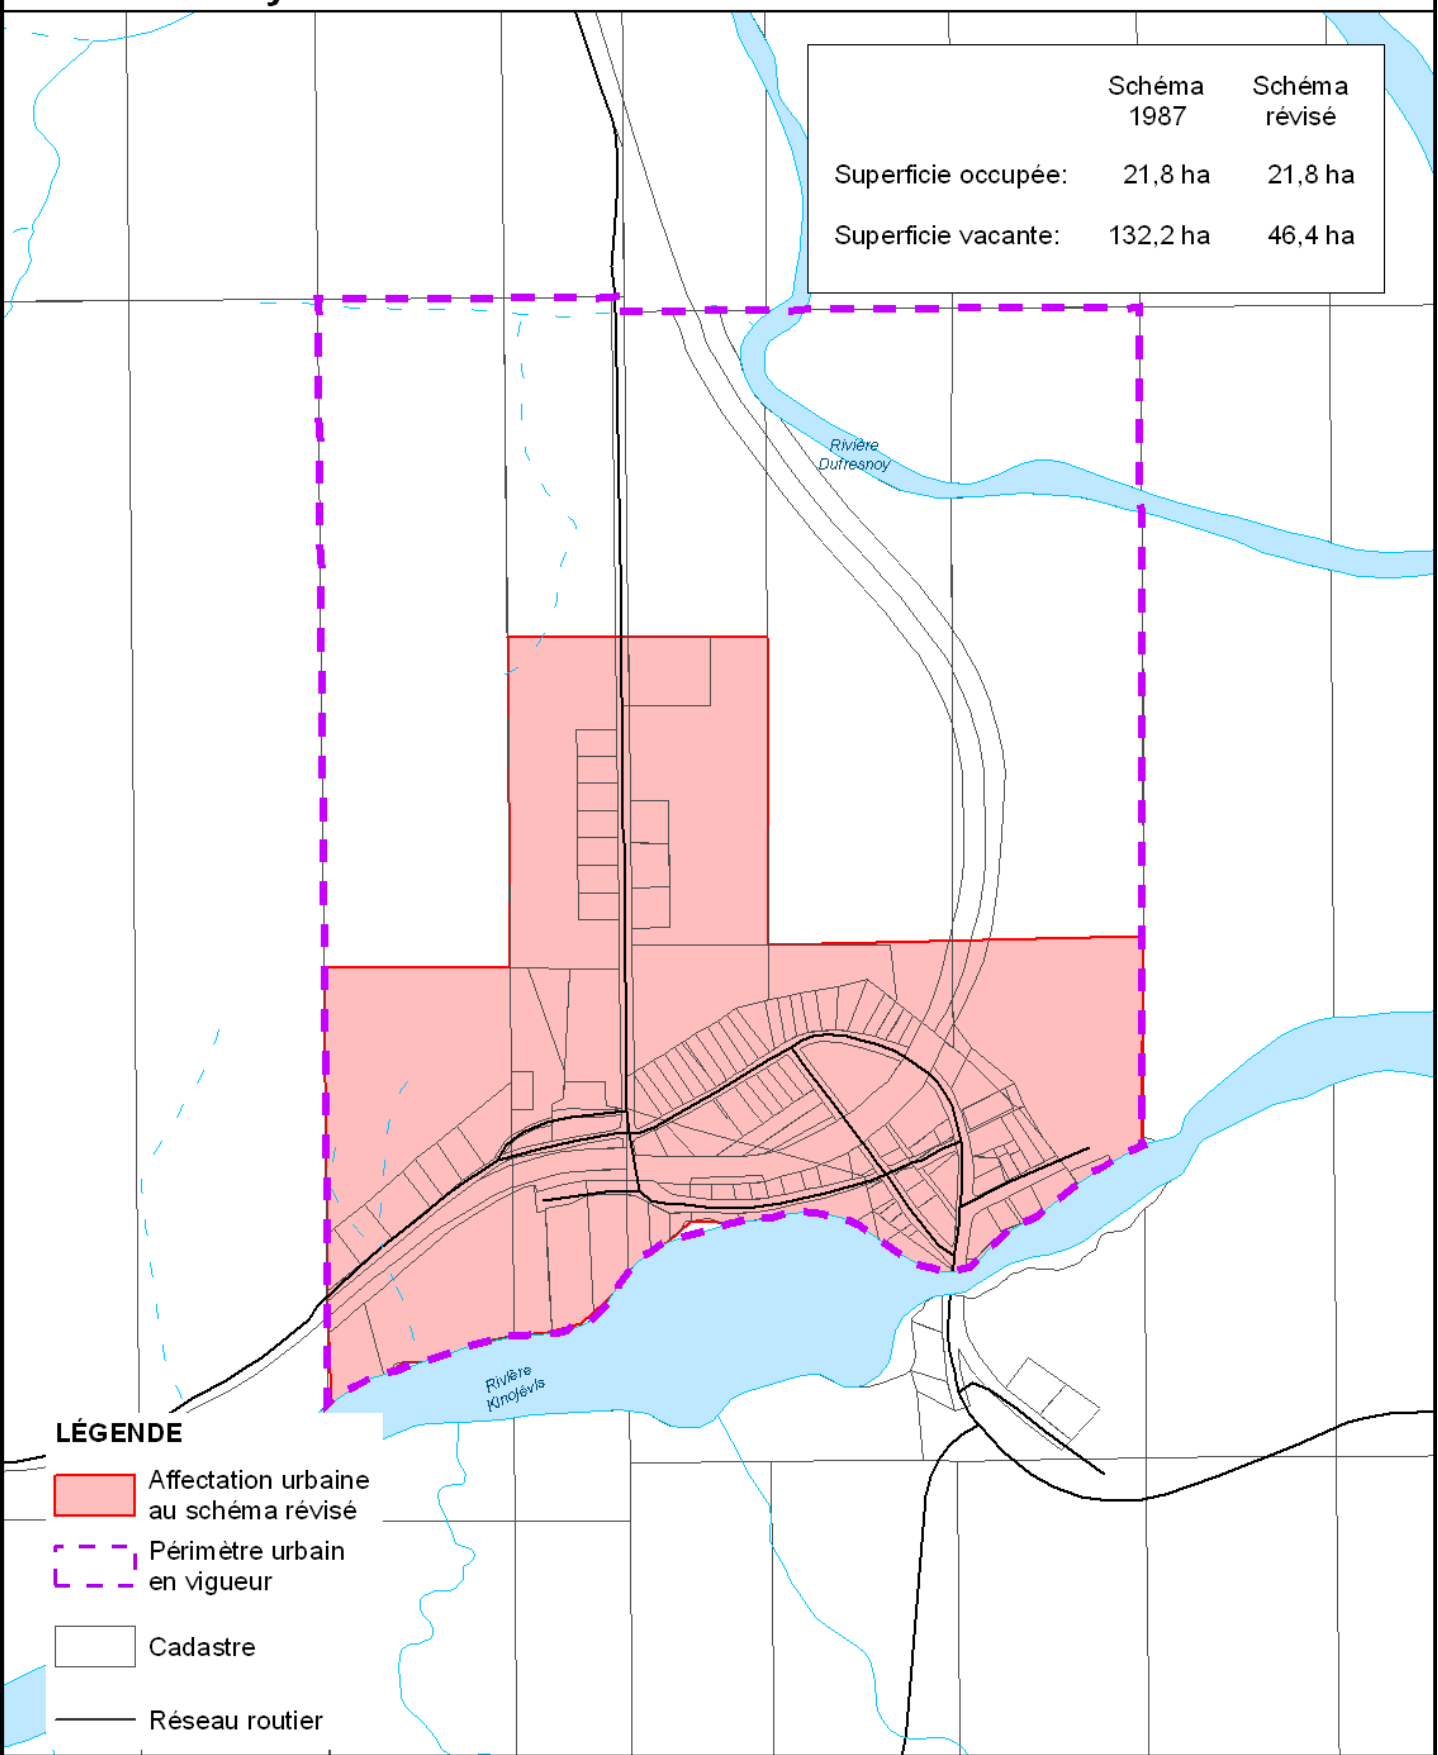 Schéma 1987
Schéma révisé
Superficie occupée: 21,8 ha 21,8 ha
Superficie vacante: 132,2 ha 46,4 ha
Rivière
Dufresnoy
Rivière
Kinojévis
LÉGENDE
Affectation urbaine
au schéma révisé
Périmètre urbain
en vigueur
Cadastre
Réseau routier